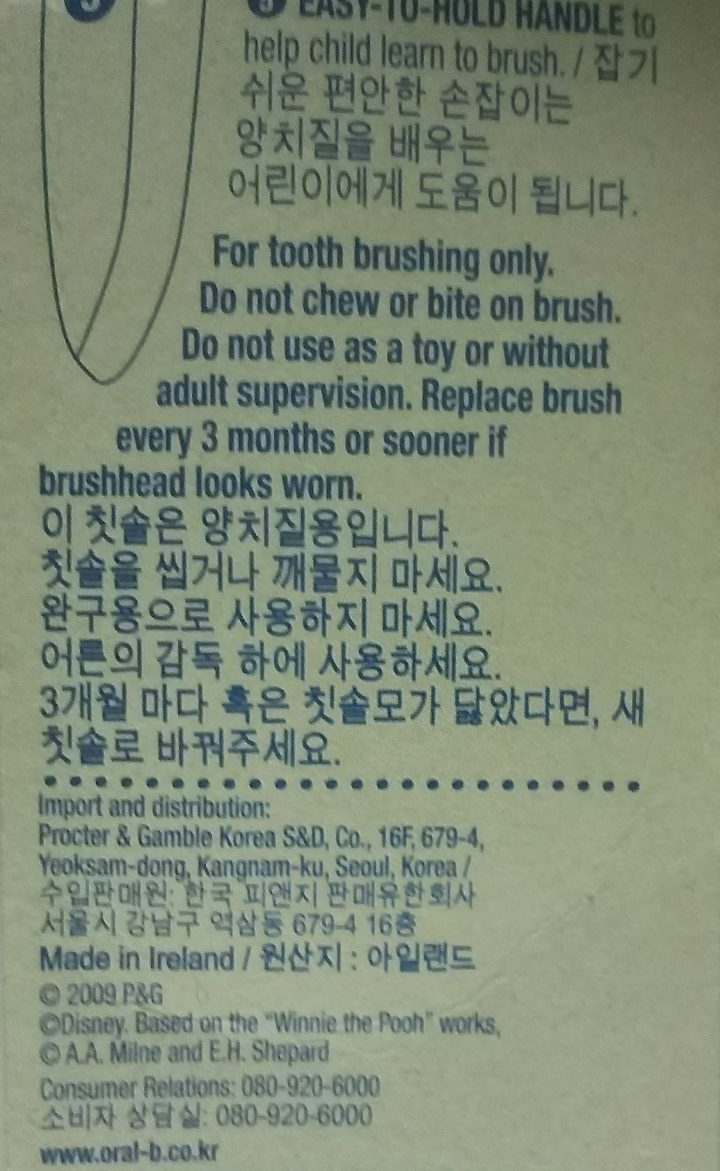 5 EASY-TO-HOLD HANDLE to
help child learn to brush. / 잡기
쉬운 편안한 손잡이는
양치질을 배우는
어린이에게 도움이 됩니다.
For tooth brushing only.
Do not chew or bite on brush.
Do not use as a toy or without
adult supervision. Replace brush
every 3 months or sooner if
brushhead looks worn.
이 칫솔은 양치질용입니다.
칫솔을 씹거나 깨물지 마세요.
완구용으로 사용하지 마세요.
어른의 감독 하에 사용하세요.
3개월 마다 혹은 칫솔모가 닳았다면, 새
칫솔로 바꿔주세요.
Import and distribution:
Procter & Gamble Korea S&D, Co., 16F, 679-4,
Yeoksam-dong, Kangnam-ku, Seoul, Korea /
수입판매원: 한국 피앤지 판매유한회사
서울시 강남구 역삼동 679-4 16층
Made in Ireland / 원산지 : 아일랜드
© 2009 P&G
©Disney. Based on the "Winnie the Pooh" works,
© A.A. Milne and E.H. Shepard
Consumer Relations: 080-920-6000
소비자 상담실: 080-920-6000
www.oral-b.co.kr